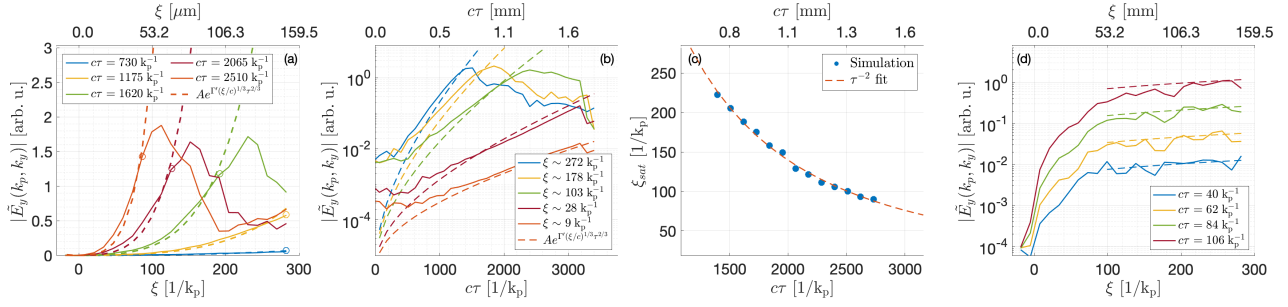 ξ [μm]
0 53.2 106.3 159.5
3
2.5
2
1.5
1
0.5
0
|Ẽ_y(k_p, k_y)| [arb. u.]
(a)
cτ = 730 k_p^{-1}
cτ = 1175 k_p^{-1}
cτ = 1620 k_p^{-1}
cτ = 2065 k_p^{-1}
cτ = 2510 k_p^{-1}
Ae^{Γ'(ξ/c)^{1/3}τ^{2/3}}
0 100 200 300
ξ [1/k_p]
cτ [mm]
0 0.5 1.1 1.6
10^0
10^{-2}
10^{-4}
|Ẽ_y(k_p, k_y)| [arb. u.]
(b)
ξ ~ 272 k_p^{-1}
ξ ~ 178 k_p^{-1}
ξ ~ 103 k_p^{-1}
ξ ~ 28 k_p^{-1}
ξ ~ 9 k_p^{-1}
Ae^{Γ'(ξ/c)^{1/3}τ^{2/3}}
0 1000 2000 3000
cτ [1/k_p]
cτ [mm]
0.8 1.1 1.3 1.6
250
200
150
100
50
ξ_{sat} [1/k_p]
(c)
Simulation
τ^{-2} fit
1500 2000 2500 3000
cτ [1/k_p]
ξ [μm]
0.0 53.2 106.3 159.5
10^0
10^{-1}
10^{-2}
10^{-3}
10^{-4}
|Ẽ_y(k_p, k_y)| [arb. u.]
(d)
cτ = 40 k_p^{-1}
cτ = 62 k_p^{-1}
cτ = 84 k_p^{-1}
cτ = 106 k_p^{-1}
0 100 200 300
ξ [1/k_p]